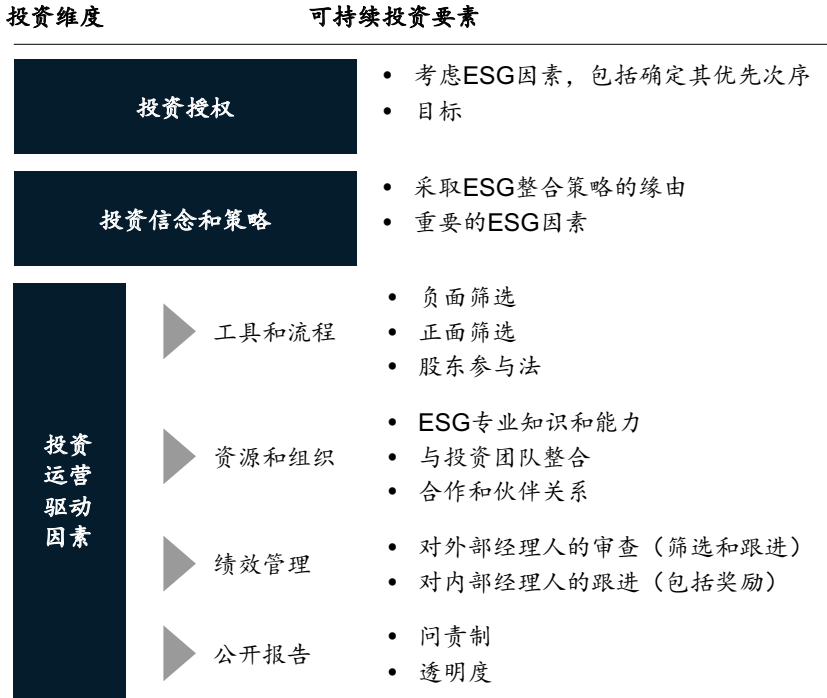 投资维度 可持续投资要素
投资授权
• 考虑ESG因素，包括确定其优先次序
• 目标
投资信念和策略
• 采取ESG整合策略的缘由
• 重要的ESG因素
投资
运营
驱动
因素
工具和流程
• 负面筛选
• 正面筛选
• 股东参与法
资源和组织
• ESG专业知识和能力
• 与投资团队整合
• 合作和伙伴关系
绩效管理
• 对外部经理人的审查（筛选和跟进）
• 对内部经理人的跟进（包括奖励）
公开报告
• 问责制
• 透明度